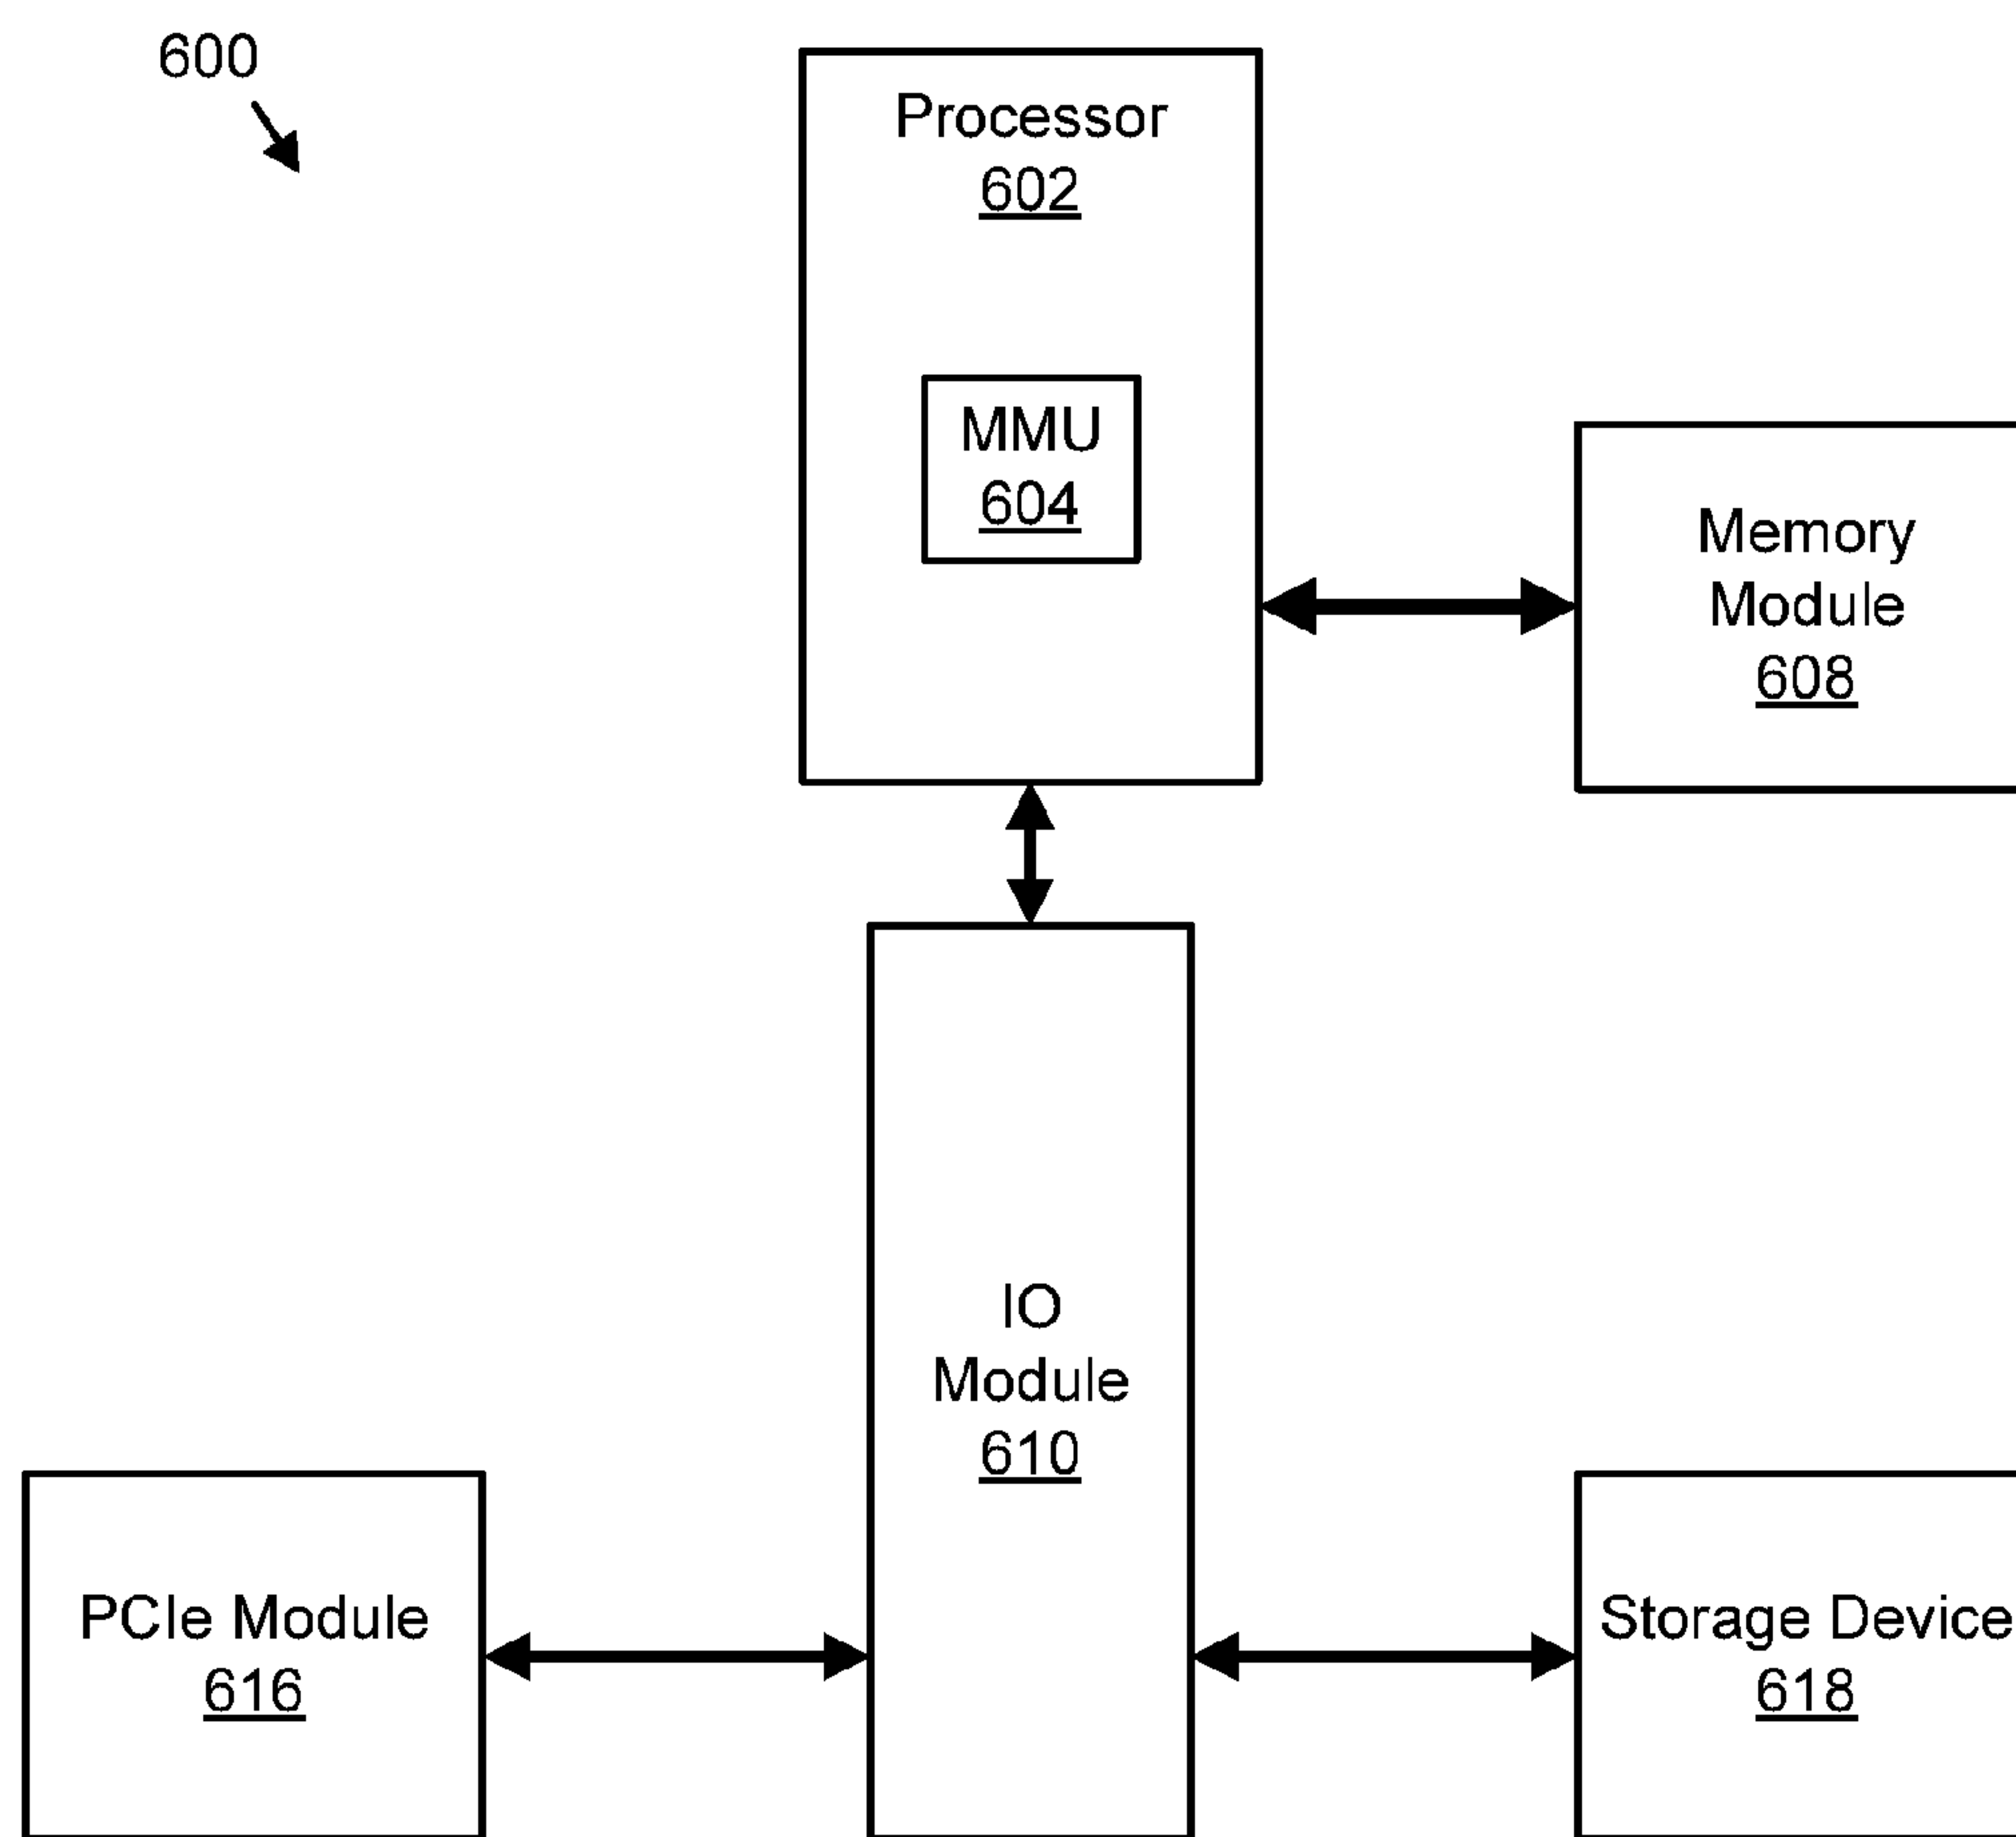 600
Processor
602
MMU
604
Memory
Module
608
IO
Module
610
PCIe Module
616
Storage Device
618